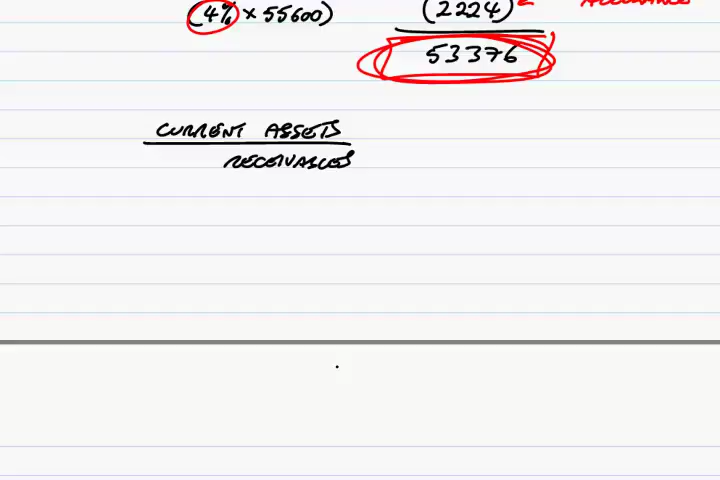 (4% × 55600) (2224)
53376
CURRENT ASSETS
RECEIVABLES